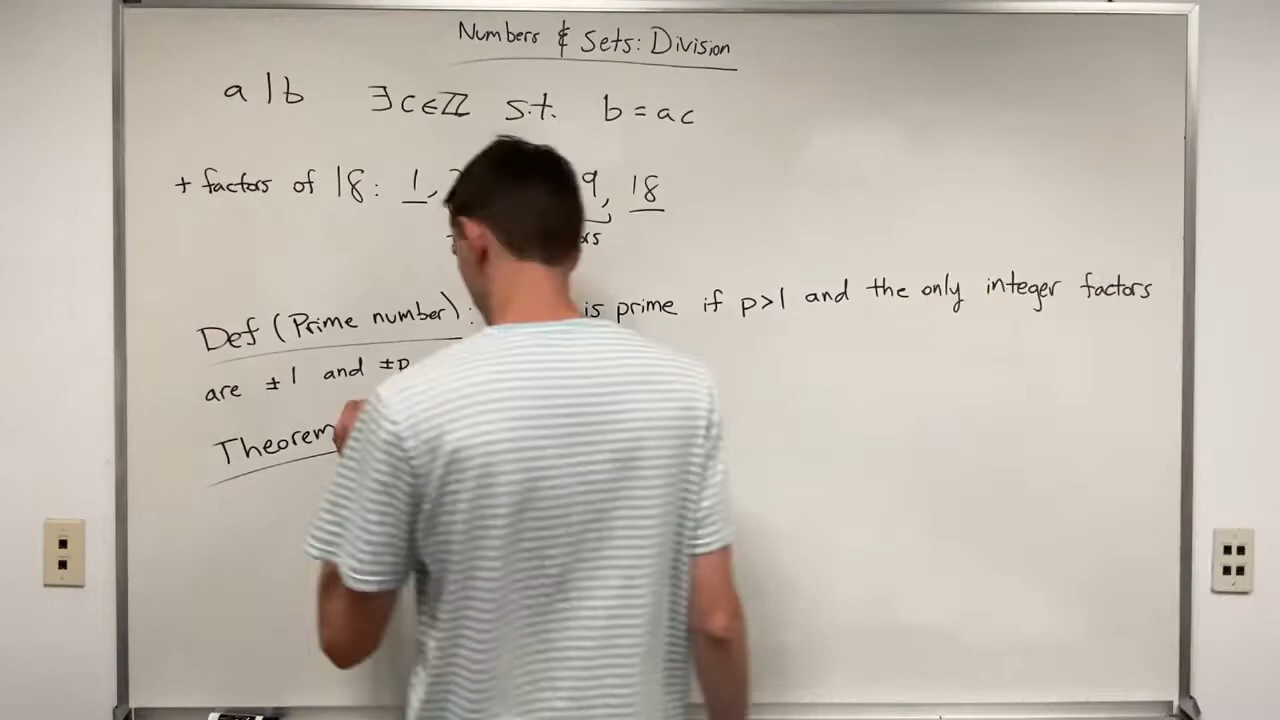 Numbers & Sets: Division
a | b ∃ c ∈ ℤ s.t. b = ac
+ factors of 18: 1, 9, 18
Def (Prime number): is prime if p>1 and the only integer factors
are ±1 and ±p
Theorem